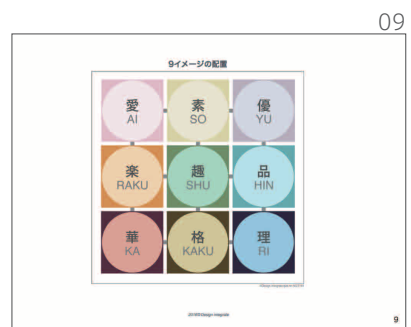 09
9イメージの配置
愛 素 優
AI SO YU
楽 趣 品
RAKU SHU HIN
華 格 理
KA KAKU RI
9